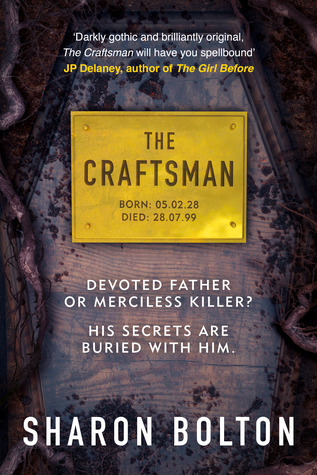 ‘Darkly gothic and brilliantly original,
The Craftsman will have you spellbound’
JP Delaney, author of The Girl Before
THE
CRAFTSMAN
BORN: 05.02.28
DIED: 28.07.99
DEVOTED FATHER
OR MERCILESS KILLER?
HIS SECRETS ARE
BURIED WITH HIM.
SHARON BOLTON